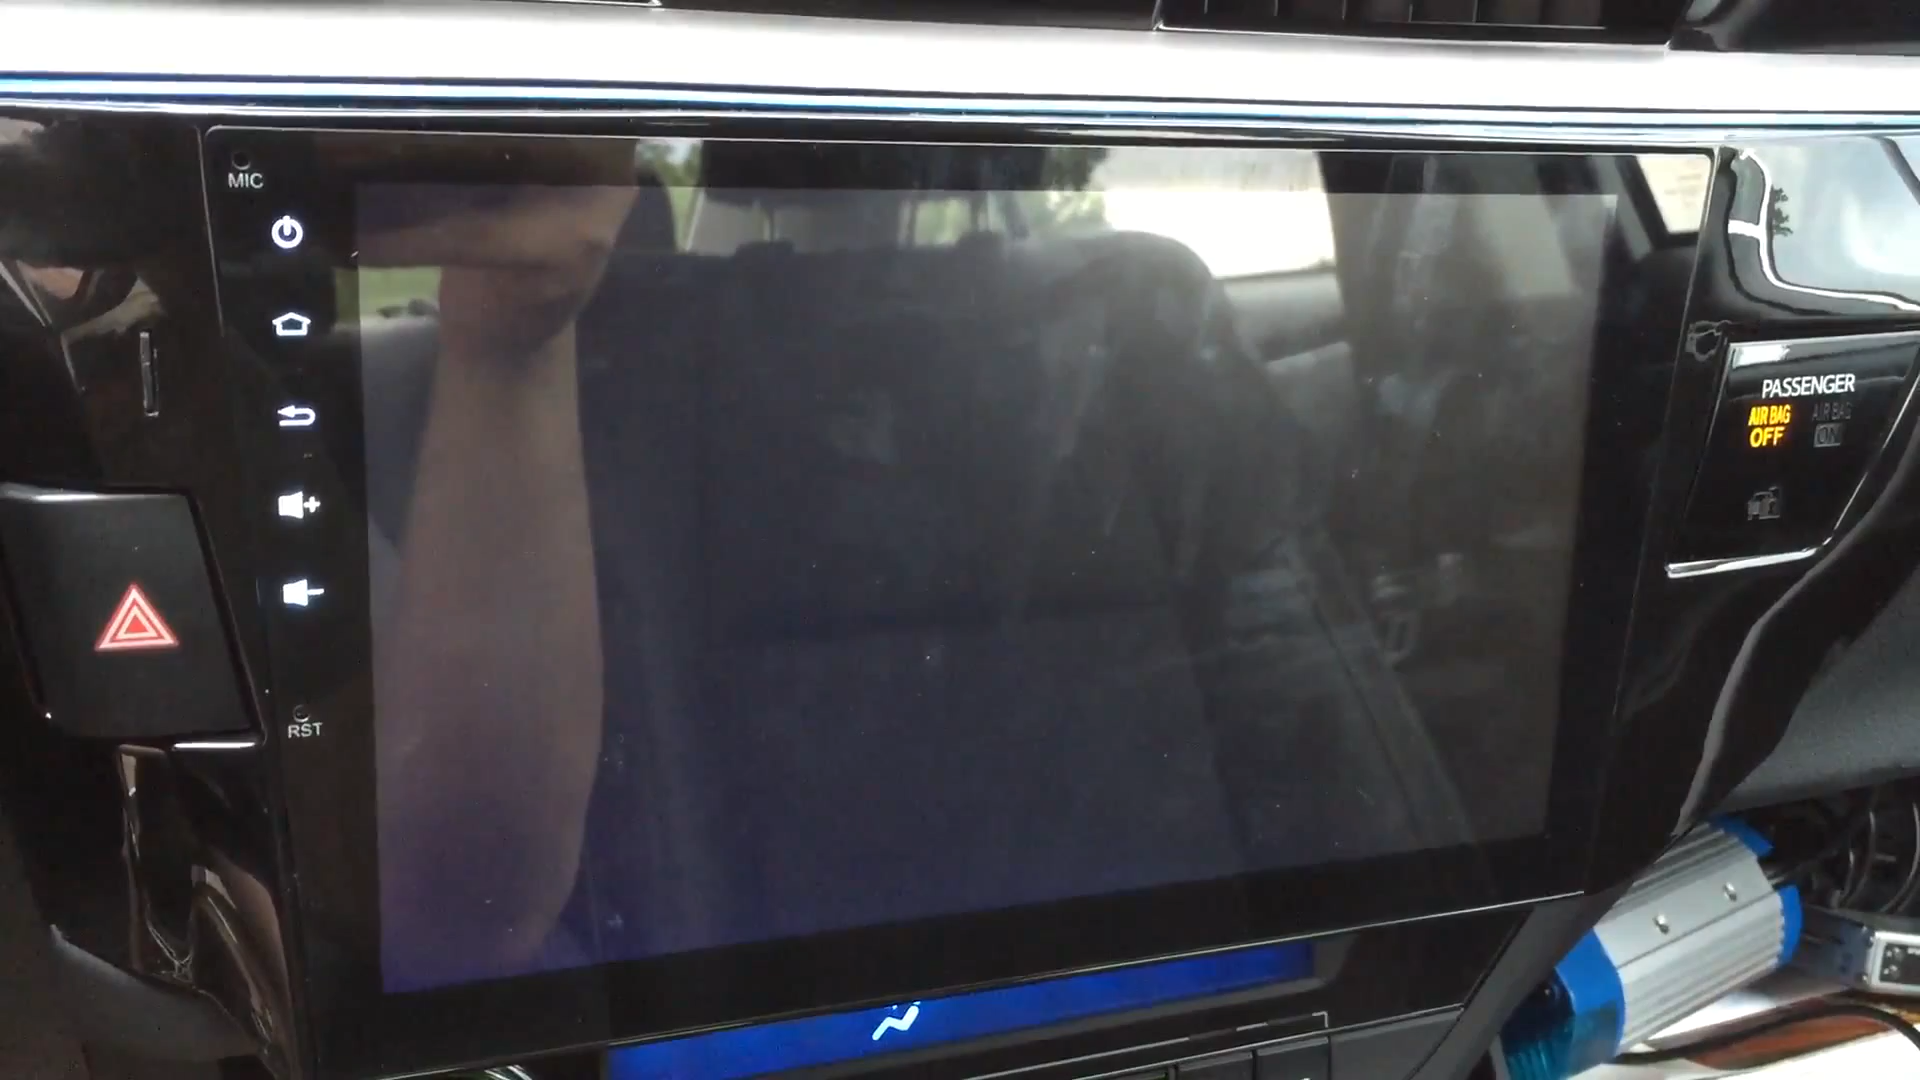 MIC
PASSENGER
AIR BAG AIR BAG
OFF ON
RST